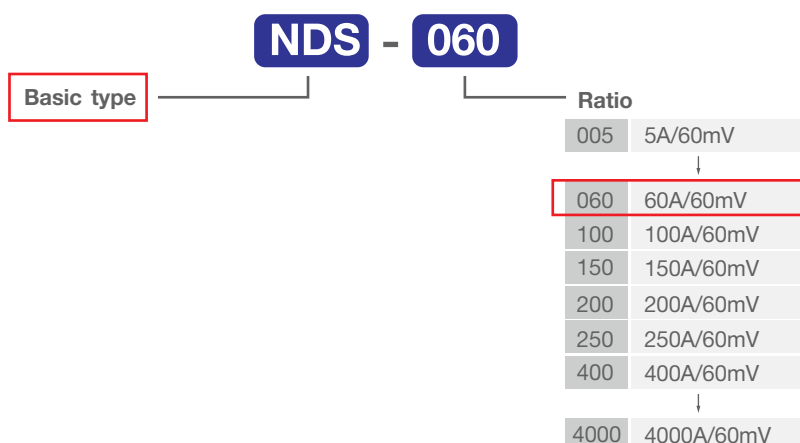 NDS - 060
Basic type
Ratio
005 5A/60mV
↓
060 60A/60mV
100 100A/60mV
150 150A/60mV
200 200A/60mV
250 250A/60mV
400 400A/60mV
↓
4000 4000A/60mV